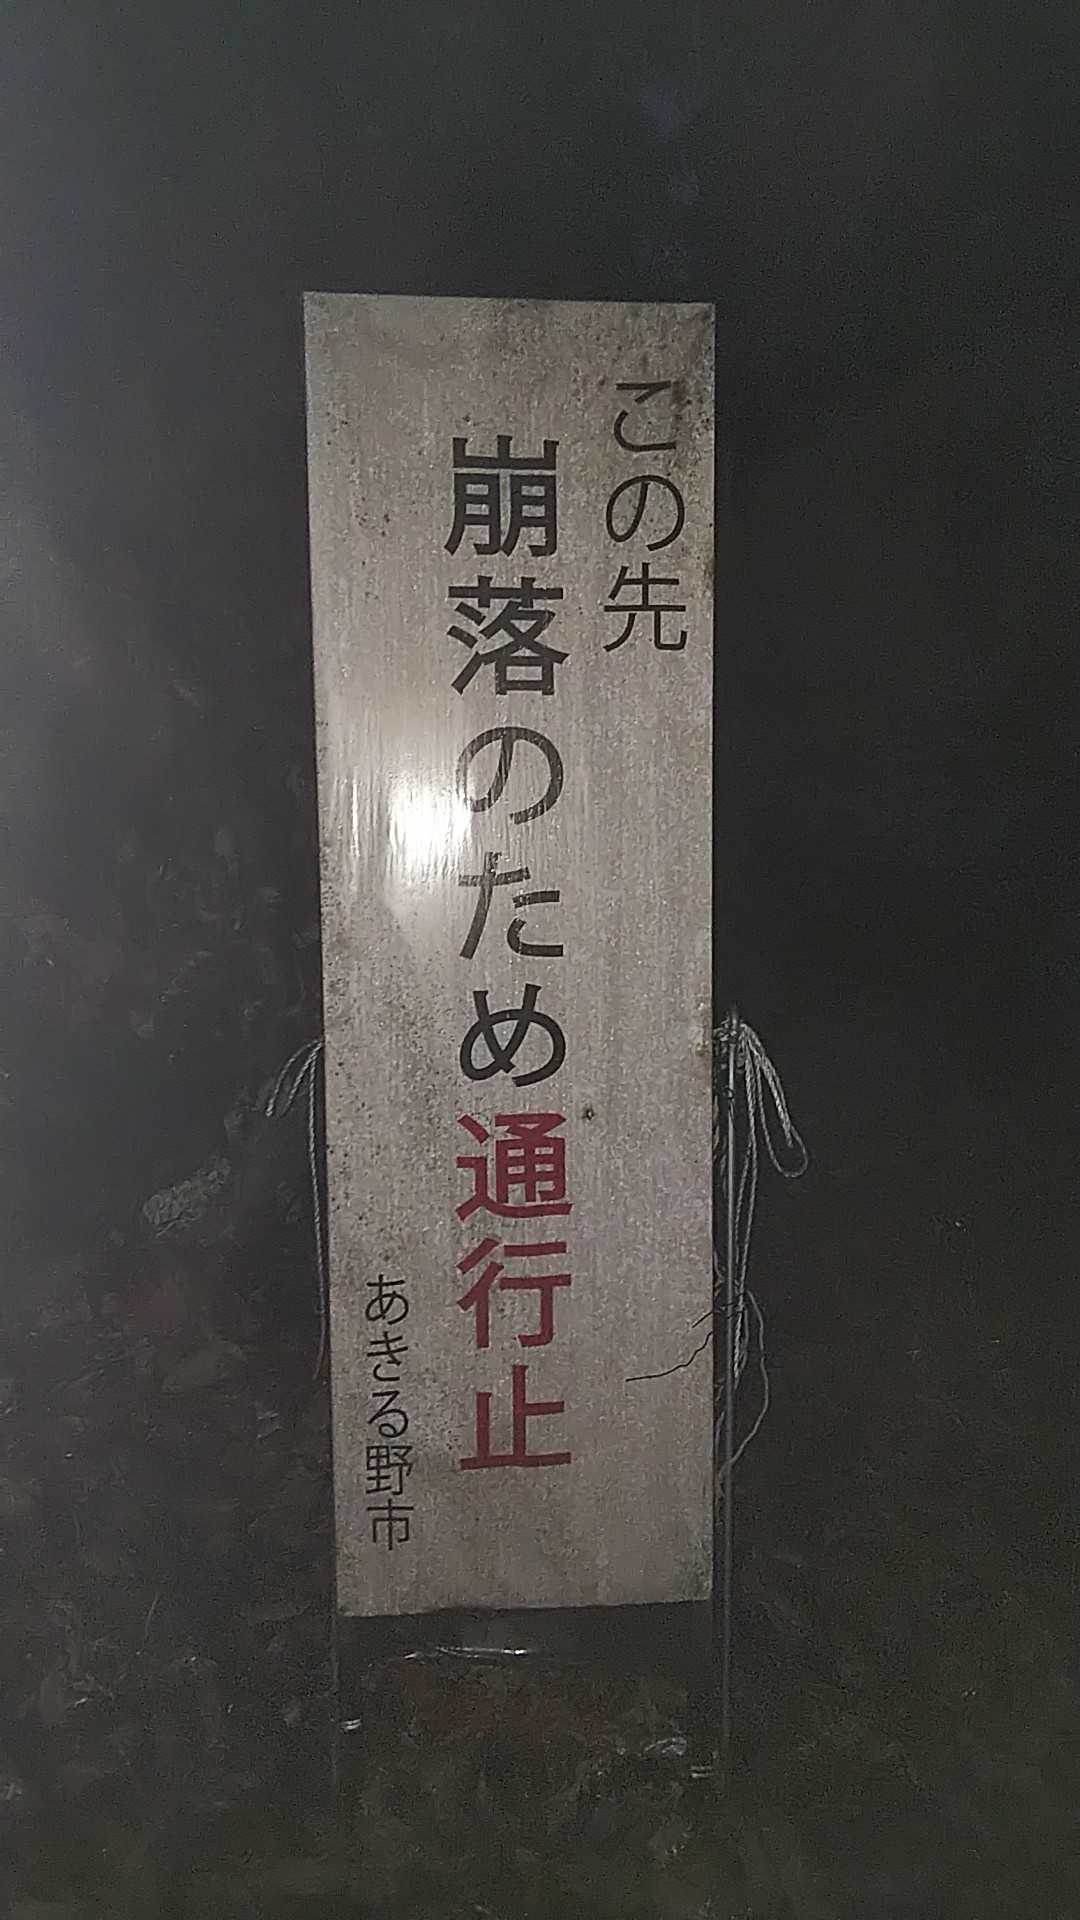 この先
崩落のため通行止
あきる野市